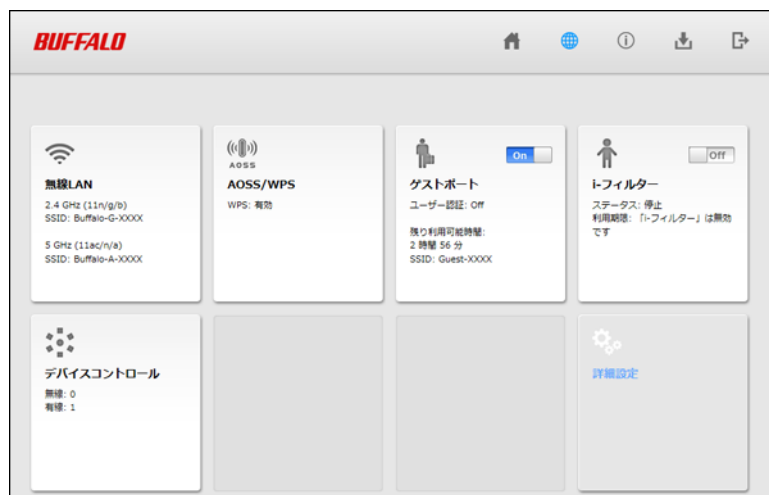 BUFFALO
無線LAN
2.4 GHz (11n/g/b)
SSID: Buffalo-G-XXXX
5 GHz (11ac/n/a)
SSID: Buffalo-A-XXXX
AOSS
AOSS/WPS
WPS: 有効
On
ゲストポート
ユーザー認証: Off
残り利用可能時間:
2 時間 56 分
SSID: Guest-XXXX
Off
i-フィルター
ステータス: 停止
利用期限: 「i-フィルター」は無効
です
デバイスコントロール
無線: 0
有線: 1
詳細設定